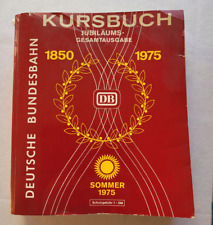 KURSBUCH
JUBILÄUMS-
GESAMTAUSGABE
1850 1975
DB
DEUTSCHE BUNDESBAHN
SOMMER
1975